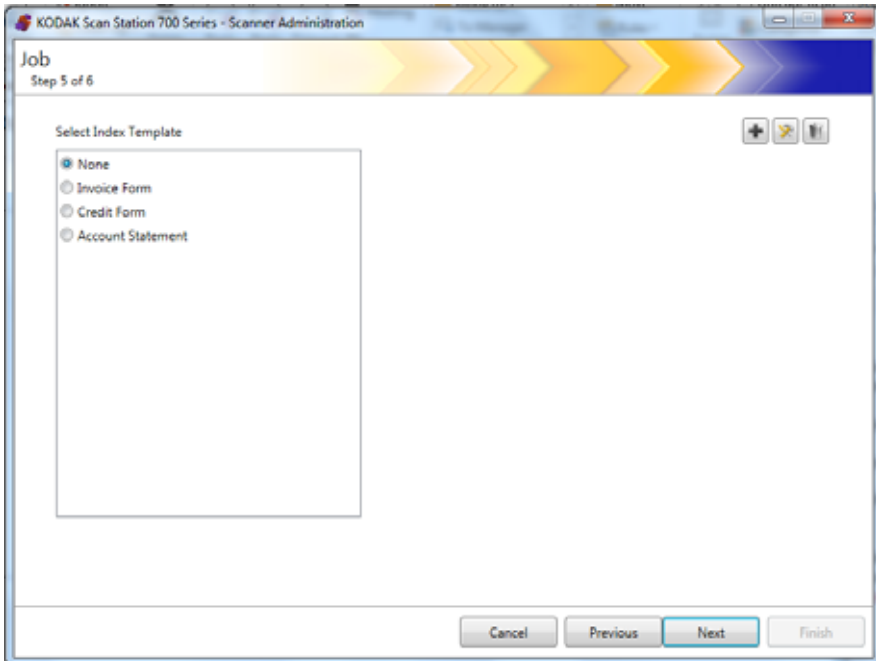 KODAK Scan Station 700 Series - Scanner Administration
Job
Step 5 of 6
Select Index Template
None
Invoice Form
Credit Form
Account Statement
Cancel
Previous
Next
Finish